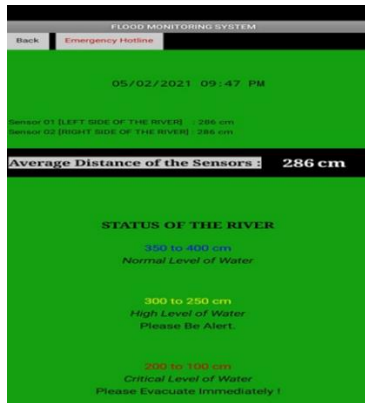 FLOOD MONITORING SYSTEM
Back Emergency Hotline
05/02/2021 09:47 PM
Sensor 01 [LEFT SIDE OF THE RIVER] : 286 cm
Sensor 02 [RIGHT SIDE OF THE RIVER] : 286 cm
Average Distance of the Sensors : 286 cm
STATUS OF THE RIVER
350 to 400 cm
Normal Level of Water
300 to 250 cm
High Level of Water
Please Be Alert.
200 to 100 cm
Critical Level of Water
Please Evacuate Immediately !